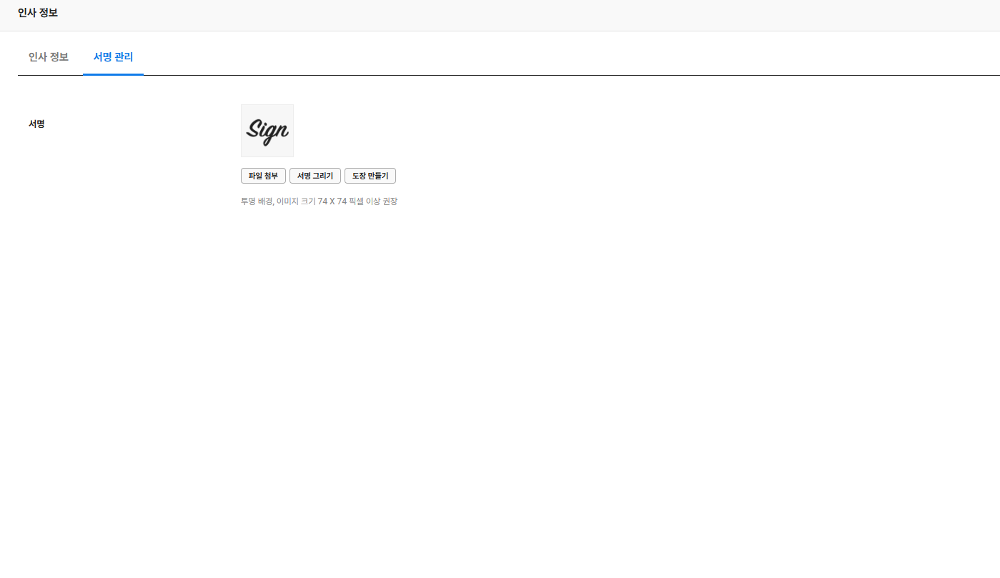 인사 정보
인사 정보 서명 관리
서명
Sign
파일 첨부 서명 그리기 도장 만들기
투명 배경, 이미지 크기 74 X 74 픽셀 이상 권장